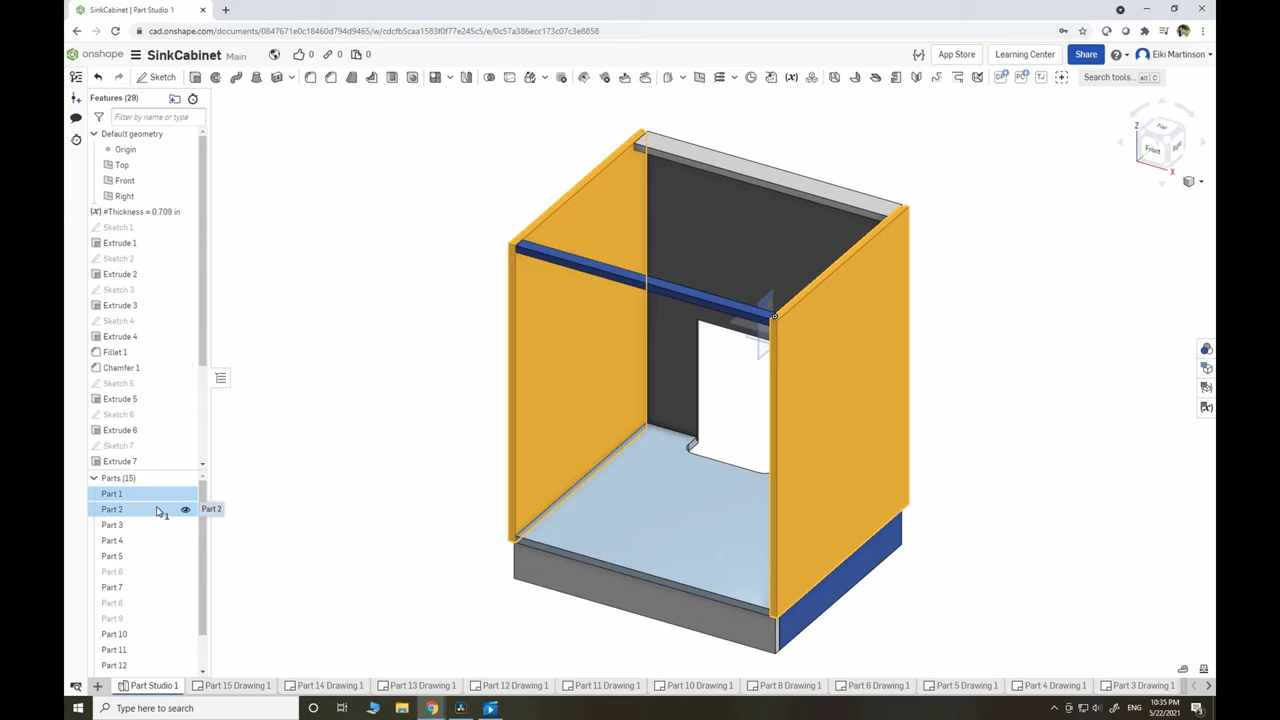 SinkCabinet | Part Studio 1
cad.onshape.com/documents/0847671e0c18460d794d9465/w/cdcfb5caa1583f0f77e245c5/e/0c57a386ecc173c07c3e8858
onshape
SinkCabinet Main
0
0
0
App Store
Learning Center
Share
Eiki Martinson
Sketch
Search tools...
alt C
Features (29)
Filter by name or type
Default geometry
Origin
Top
Front
Right
(x) #Thickness = 0.709 in
Sketch 1
Extrude 1
Sketch 2
Extrude 2
Sketch 3
Extrude 3
Sketch 4
Extrude 4
Fillet 1
Chamfer 1
Sketch 5
Extrude 5
Sketch 6
Extrude 6
Sketch 7
Extrude 7
Parts (15)
Part 1
Part 2
Part 2
Part 3
Part 4
Part 5
Part 6
Part 7
Part 8
Part 9
Part 10
Part 11
Part 12
Z
Top
Front
Right
X
Part Studio 1
Part 15 Drawing 1
Part 14 Drawing 1
Part 13 Drawing 1
Part 12 Drawing 1
Part 11 Drawing 1
Part 10 Drawing 1
Part 8 Drawing 1
Part 6 Drawing 1
Part 5 Drawing 1
Part 4 Drawing 1
Part 3 Drawing 1
Type here to search
ENG
10:35 PM
5/22/2021